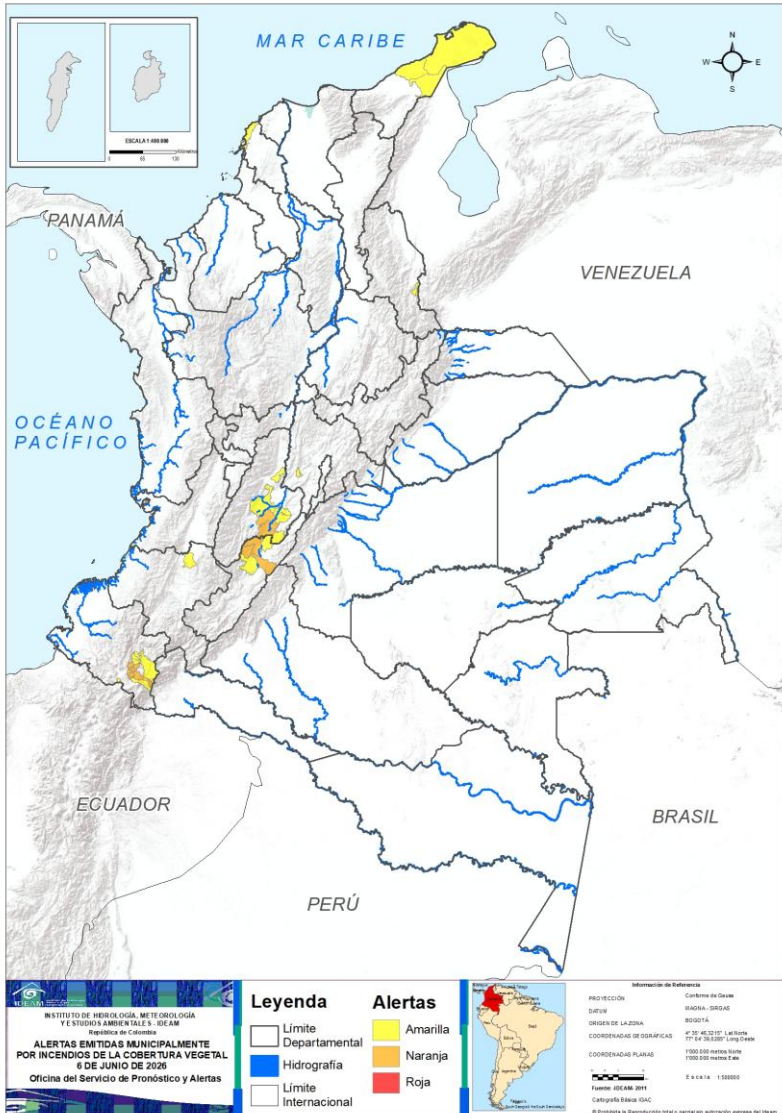 MAR CARIBE
N
W
E
S
ESCALA 1:400.000
PANAMÁ
VENEZUELA
OCÉANO
PACÍFICO
ECUADOR
BRASIL
PERÚ
IDEAM
INSTITUTO DE HIDROLOGÍA, METEOROLOGÍA
Y ESTUDIOS AMBIENTALES - IDEAM
República de Colombia
ALERTAS EMITIDAS MUNICIPALMENTE
POR INCENDIOS DE LA COBERTURA VEGETAL
6 DE JUNIO DE 2026
Oficina del Servicio de Pronóstico y Alertas
Leyenda
Límite
Departamental
Hidrografía
Límite
Internacional
Alertas
Amarilla
Naranja
Roja
Información de Referencia
PROYECCIÓN Conforme de Gauss
DATUM MAGNA - SIRGAS
ORIGEN DE LA ZONA BOGOTÁ
COORDENADAS GEOGRÁFICAS
COORDENADAS PLANAS 1'000.000 metros Norte
1'000.000 metros Este
Escala 1:500000
Cartografía Básica IGAC